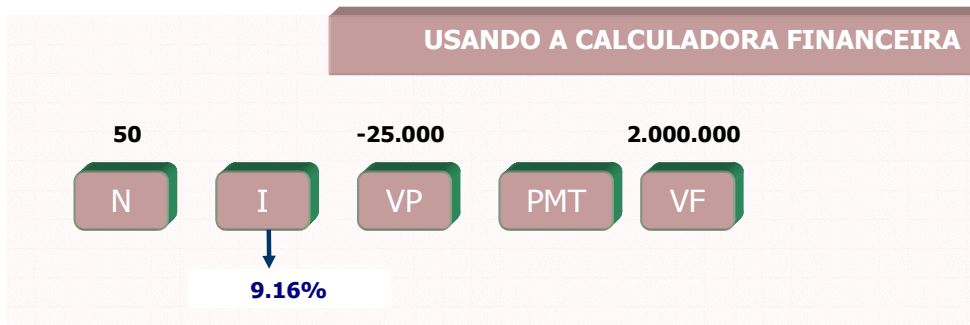 USANDO A CALCULADORA FINANCEIRA
50 -25.000 2.000.000
N I VP PMT VF
9.16%